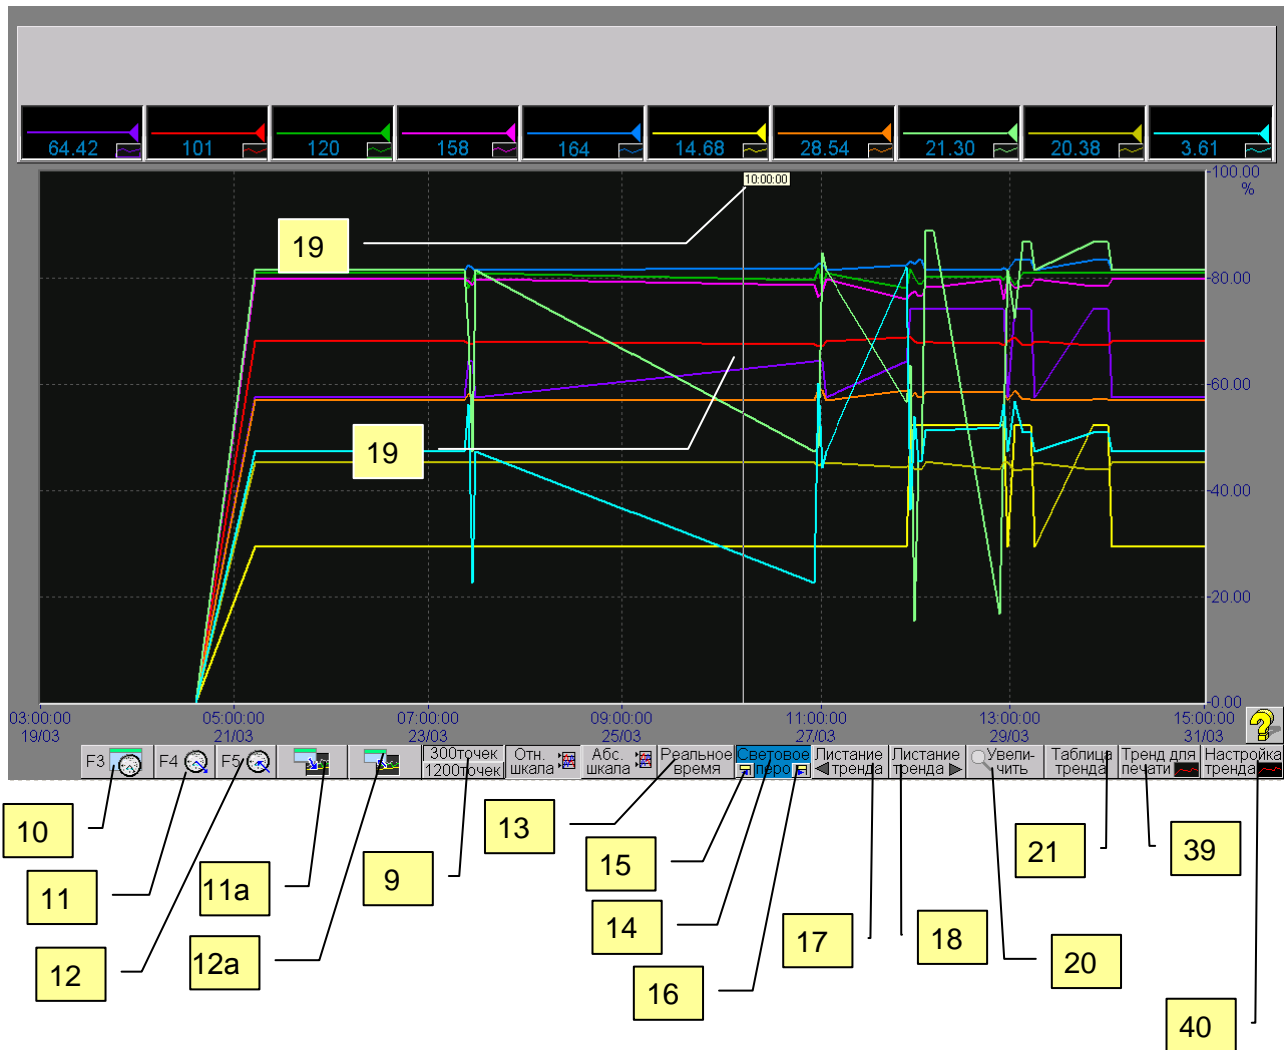 64.42 101 120 158 164 14.68 28.54 21.30 20.38 3.61
10:00:00
100.00
%
19
80.00
60.00
19
40.00
20.00
0.00
03:00:00 05:00:00 07:00:00 09:00:00 11:00:00 13:00:00 15:00:00
19/03 21/03 23/03 25/03 27/03 29/03 31/03
?
F3 F4 F5
300точек
1200точек
Отн.
шкала
Абс.
шкала
Реальное
время
Световое
перо
Листание
тренда
Листание
тренда
Увели-
чить
Таблица
тренда
Тренд для
печати
Настройка
тренда
10
13
21
39
15
11
11а
9
14
17
18
12
12а
20
16
40